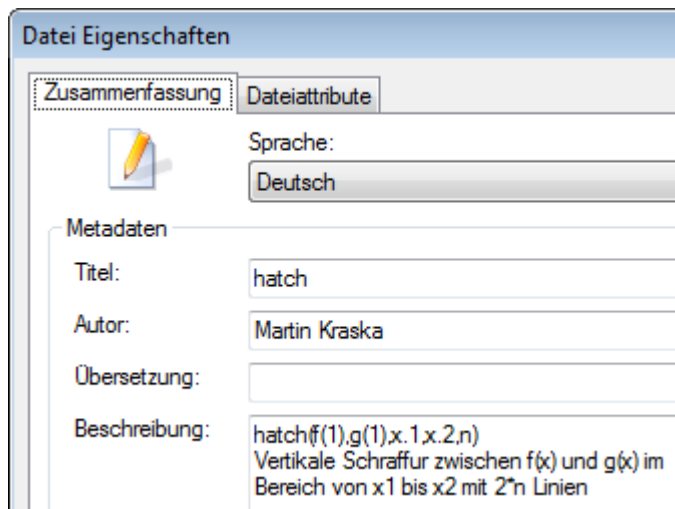 Datei Eigenschaften
Zusammenfassung
Dateiattribute
Sprache:
Deutsch
Metadaten
Titel:
hatch
Autor:
Martin Kraska
Übersetzung:
Beschreibung:
hatch(f(1),g(1),x.1,x.2,n)
Vertikale Schraffur zwischen f(x) und g(x) im
Bereich von x1 bis x2 mit 2*n Linien